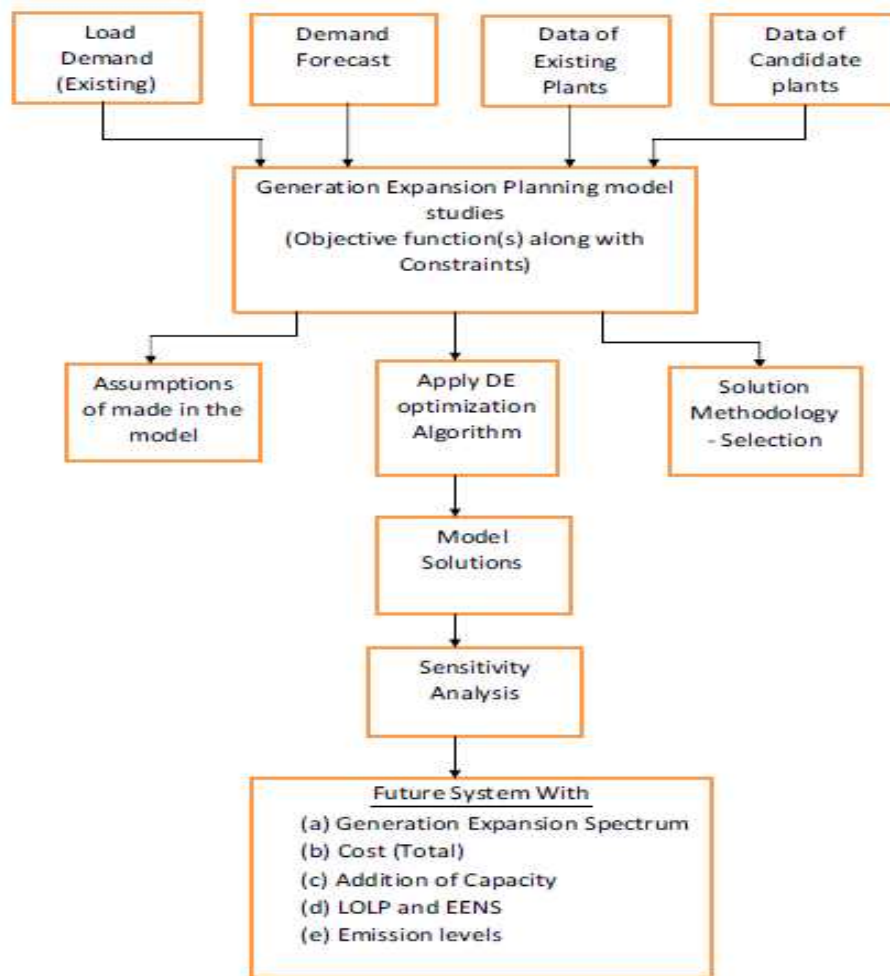 Load
Demand
(Existing)
Demand
Forecast
Data of
Existing
Plants
Data of
Candidate
plants
Generation Expansion Planning model
studies
(Objective function(s) along with
Constraints)
Assumptions
of made in the
model
Apply DE
optimization
Algorithm
Solution
Methodology
- Selection
Model
Solutions
Sensitivity
Analysis
Future System With
(a) Generation Expansion Spectrum
(b) Cost (Total)
(c) Addition of Capacity
(d) LOLP and EENS
(e) Emission levels